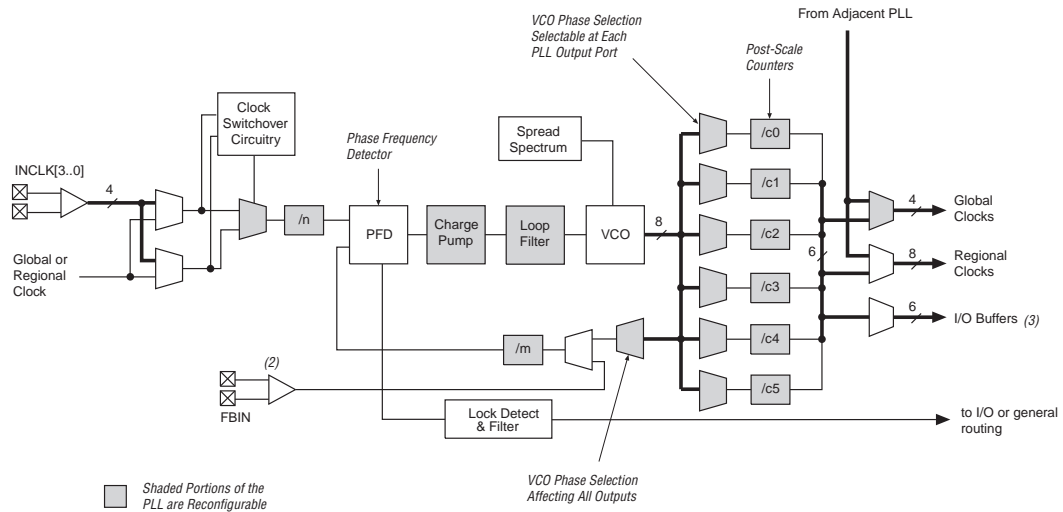 From Adjacent PLL
VCO Phase Selection
Selectable at Each
PLL Output Port
Post-Scale
Counters
Clock
Switchover
Circuitry
Phase Frequency
Detector
Spread
Spectrum
INCLK[3..0]
4
/n
PFD
Charge
Pump
Loop
Filter
VCO
8
/c0
/c1
/c2
/c3
/c4
/c5
6
4
Global
Clocks
8
Regional
Clocks
6
I/O Buffers (3)
Global or
Regional
Clock
/m
(2)
FBIN
Lock Detect
& Filter
to I/O or general
routing
VCO Phase Selection
Affecting All Outputs
Shaded Portions of the
PLL are Reconfigurable